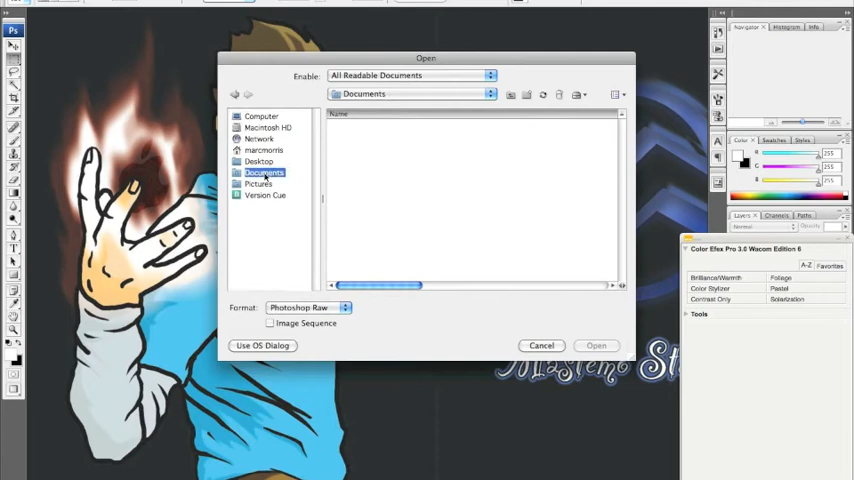 Ps
Open
Enable:
All Readable Documents
Documents
Name
Computer
Macintosh HD
Network
marcmorris
Desktop
Documents
Pictures
Version Cue
Format:
Photoshop Raw
Image Sequence
Use OS Dialog
Cancel
Open
Navigator
Histogram
Info
Color
Swatches
Styles
R
255
255
B
255
Layers
Channels
Paths
Normal
Opacity:
Color Efex Pro 3.0 Wacom Edition 6
A-Z
Favorites
Brilliance/Warmth
Foliage
Color Stylizer
Pastel
Contrast Only
Solarization
Tools